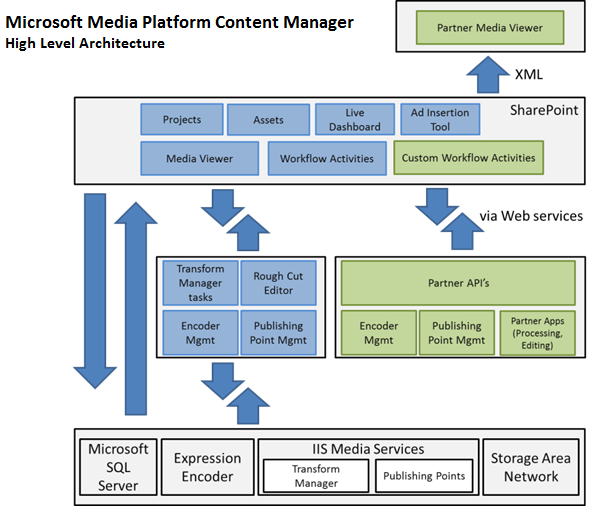 Microsoft Media Platform Content Manager
High Level Architecture
Partner Media Viewer
XML
SharePoint
Projects
Assets
Live
Dashboard
Ad Insertion
Tool
Media Viewer
Workflow Activities
Custom Workflow Activities
via Web services
Transform
Manager
tasks
Rough Cut
Editor
Encoder
Mgmt
Publishing
Point Mgmt
Partner API's
Encoder
Mgmt
Publishing
Point Mgmt
Partner Apps
(Processing,
Editing)
Microsoft
SQL
Server
Expression
Encoder
IIS Media Services
Transform
Manager
Publishing Points
Storage Area
Network